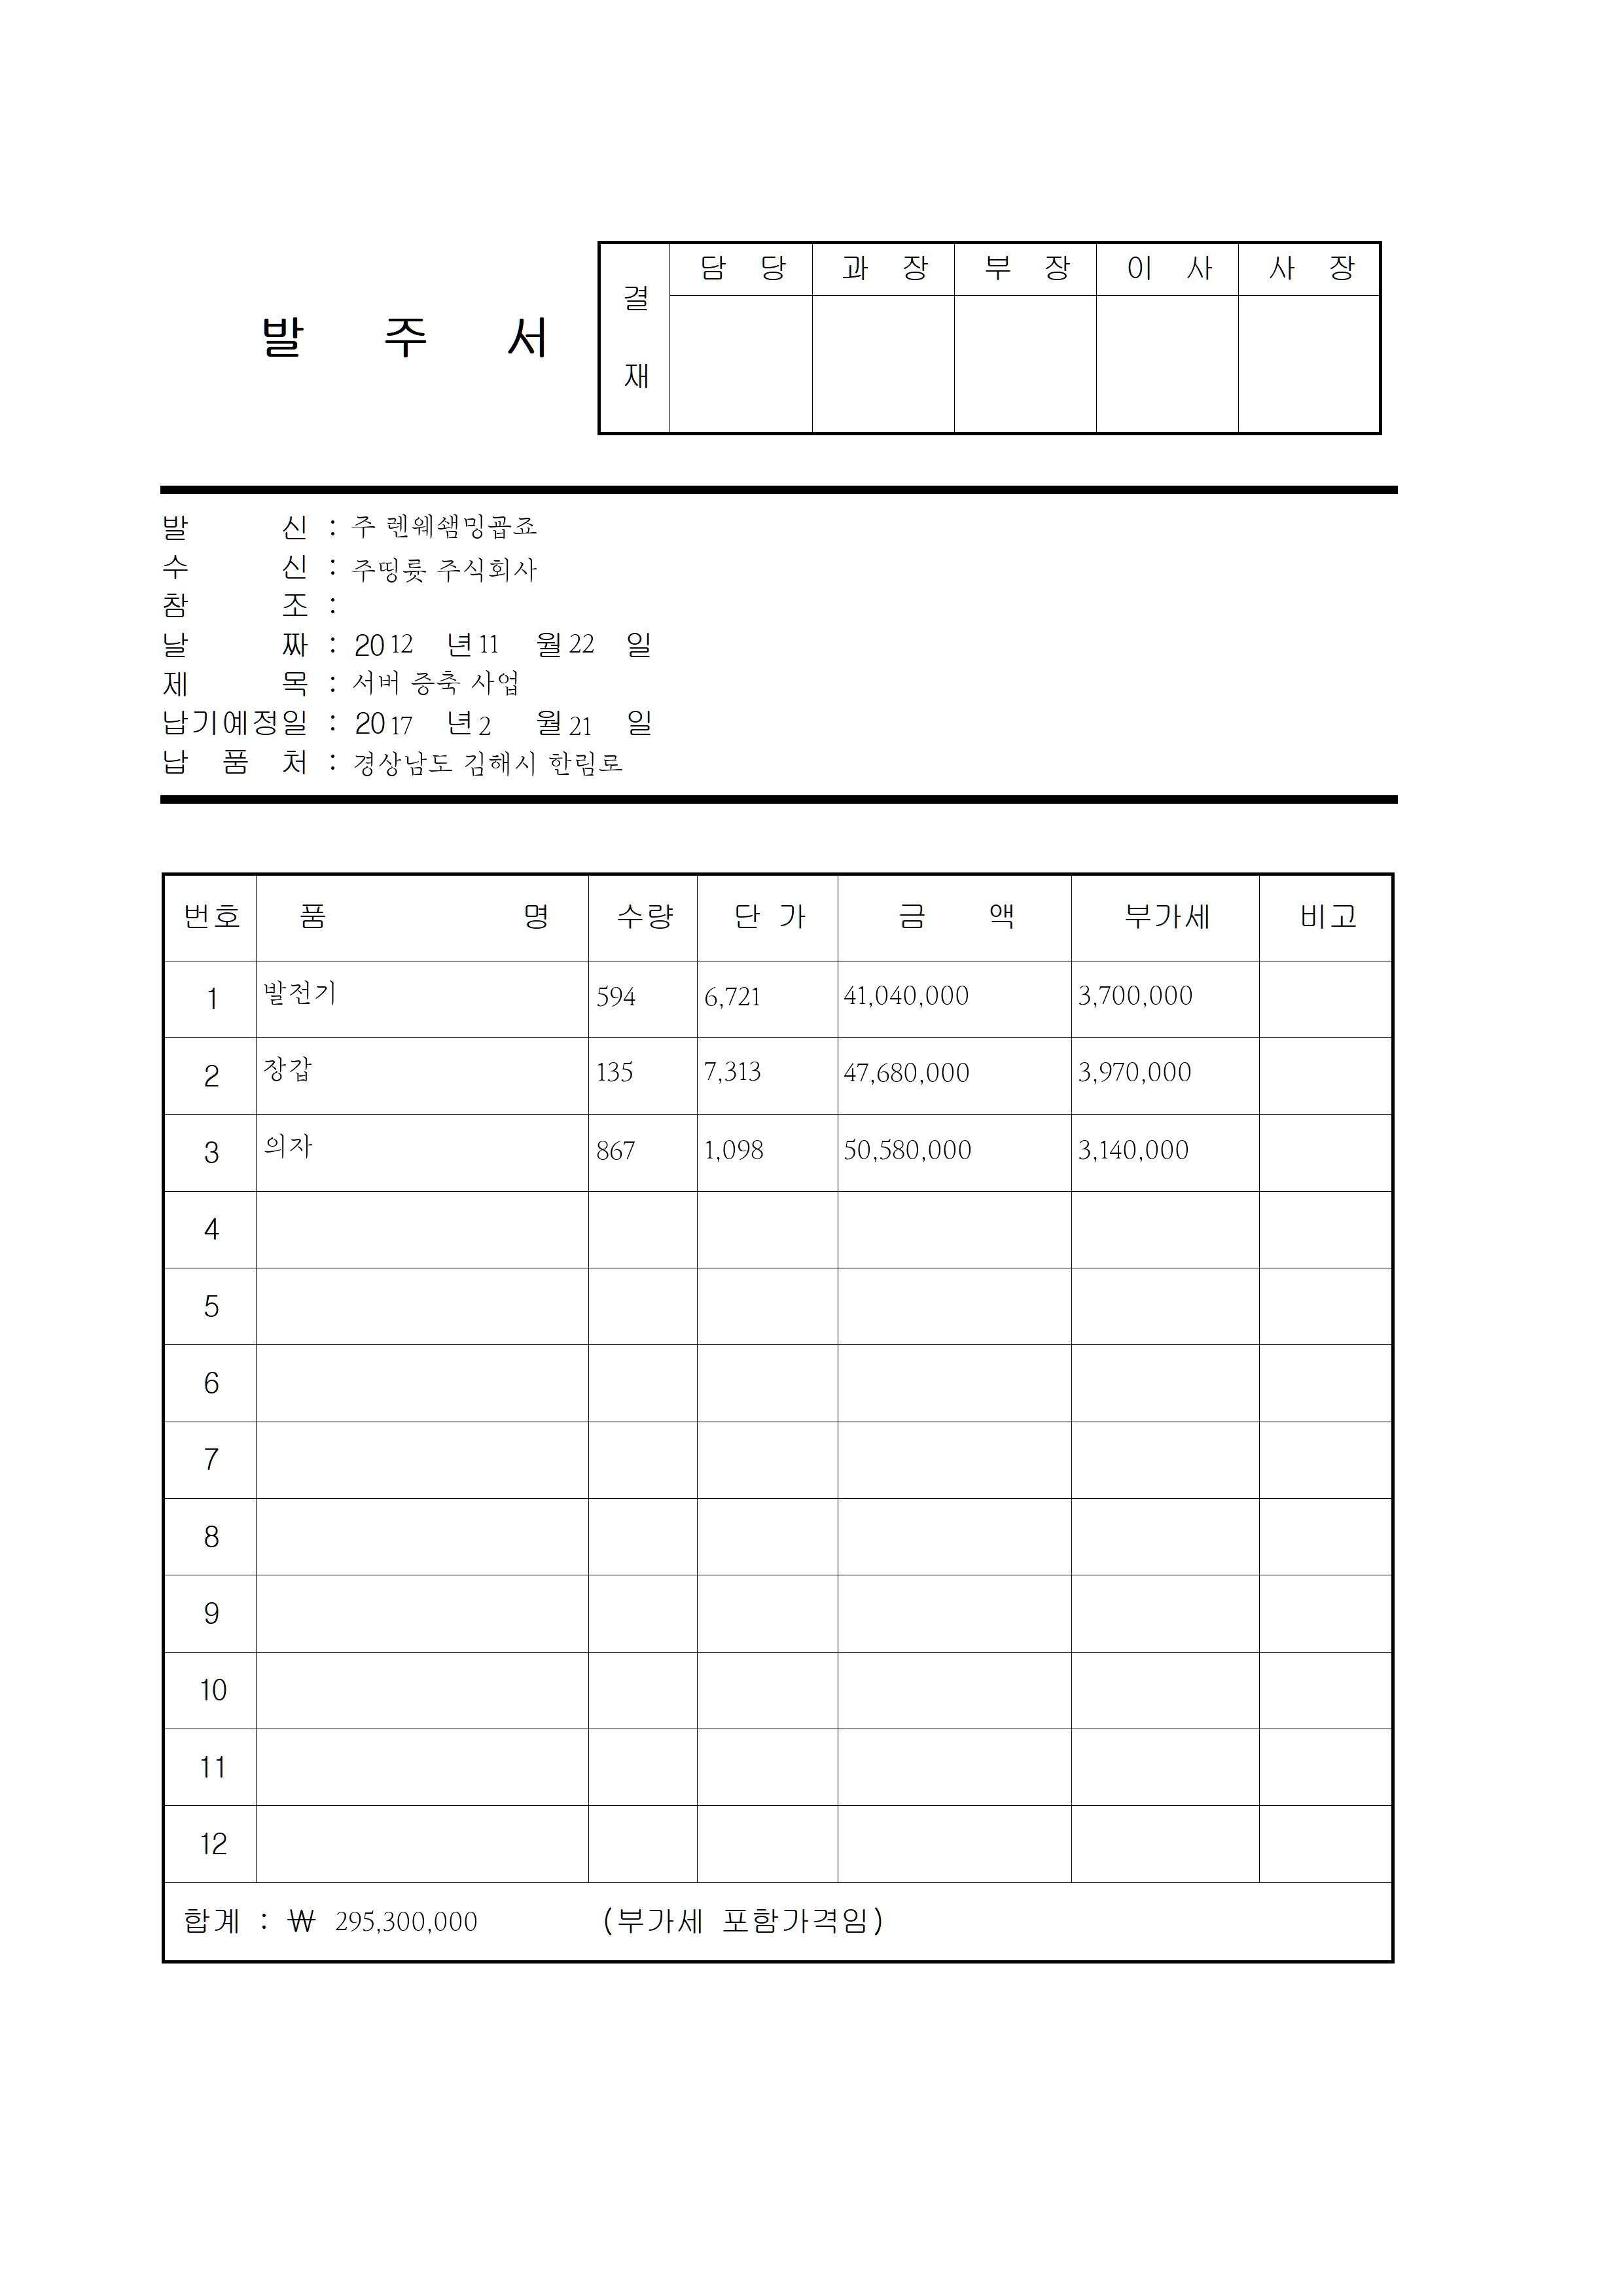 발 주 서
결 재
담 당 과 장 부 장 이 사 사 장
발 신 : 주 렌웨쇔밍곱죠
수 신 : 주띵륫 주식회사
참 조 :
날 짜 : 2012 년 11 월 22 일
제 목 : 서버 증축 사업
납기예정일 : 2017 년 2 월 21 일
납 품 처 : 경상남도 김해시 한림로
번호 품 명 수량 단 가 금 액 부가세 비고
1 발전기 594 6,721 41,040,000 3,700,000
2 장갑 135 7,313 47,680,000 3,970,000
3 의자 867 1,098 50,580,000 3,140,000
4
5
6
7
8
9
10
11
12
합계 : ₩ 295,300,000 (부가세 포함가격임)